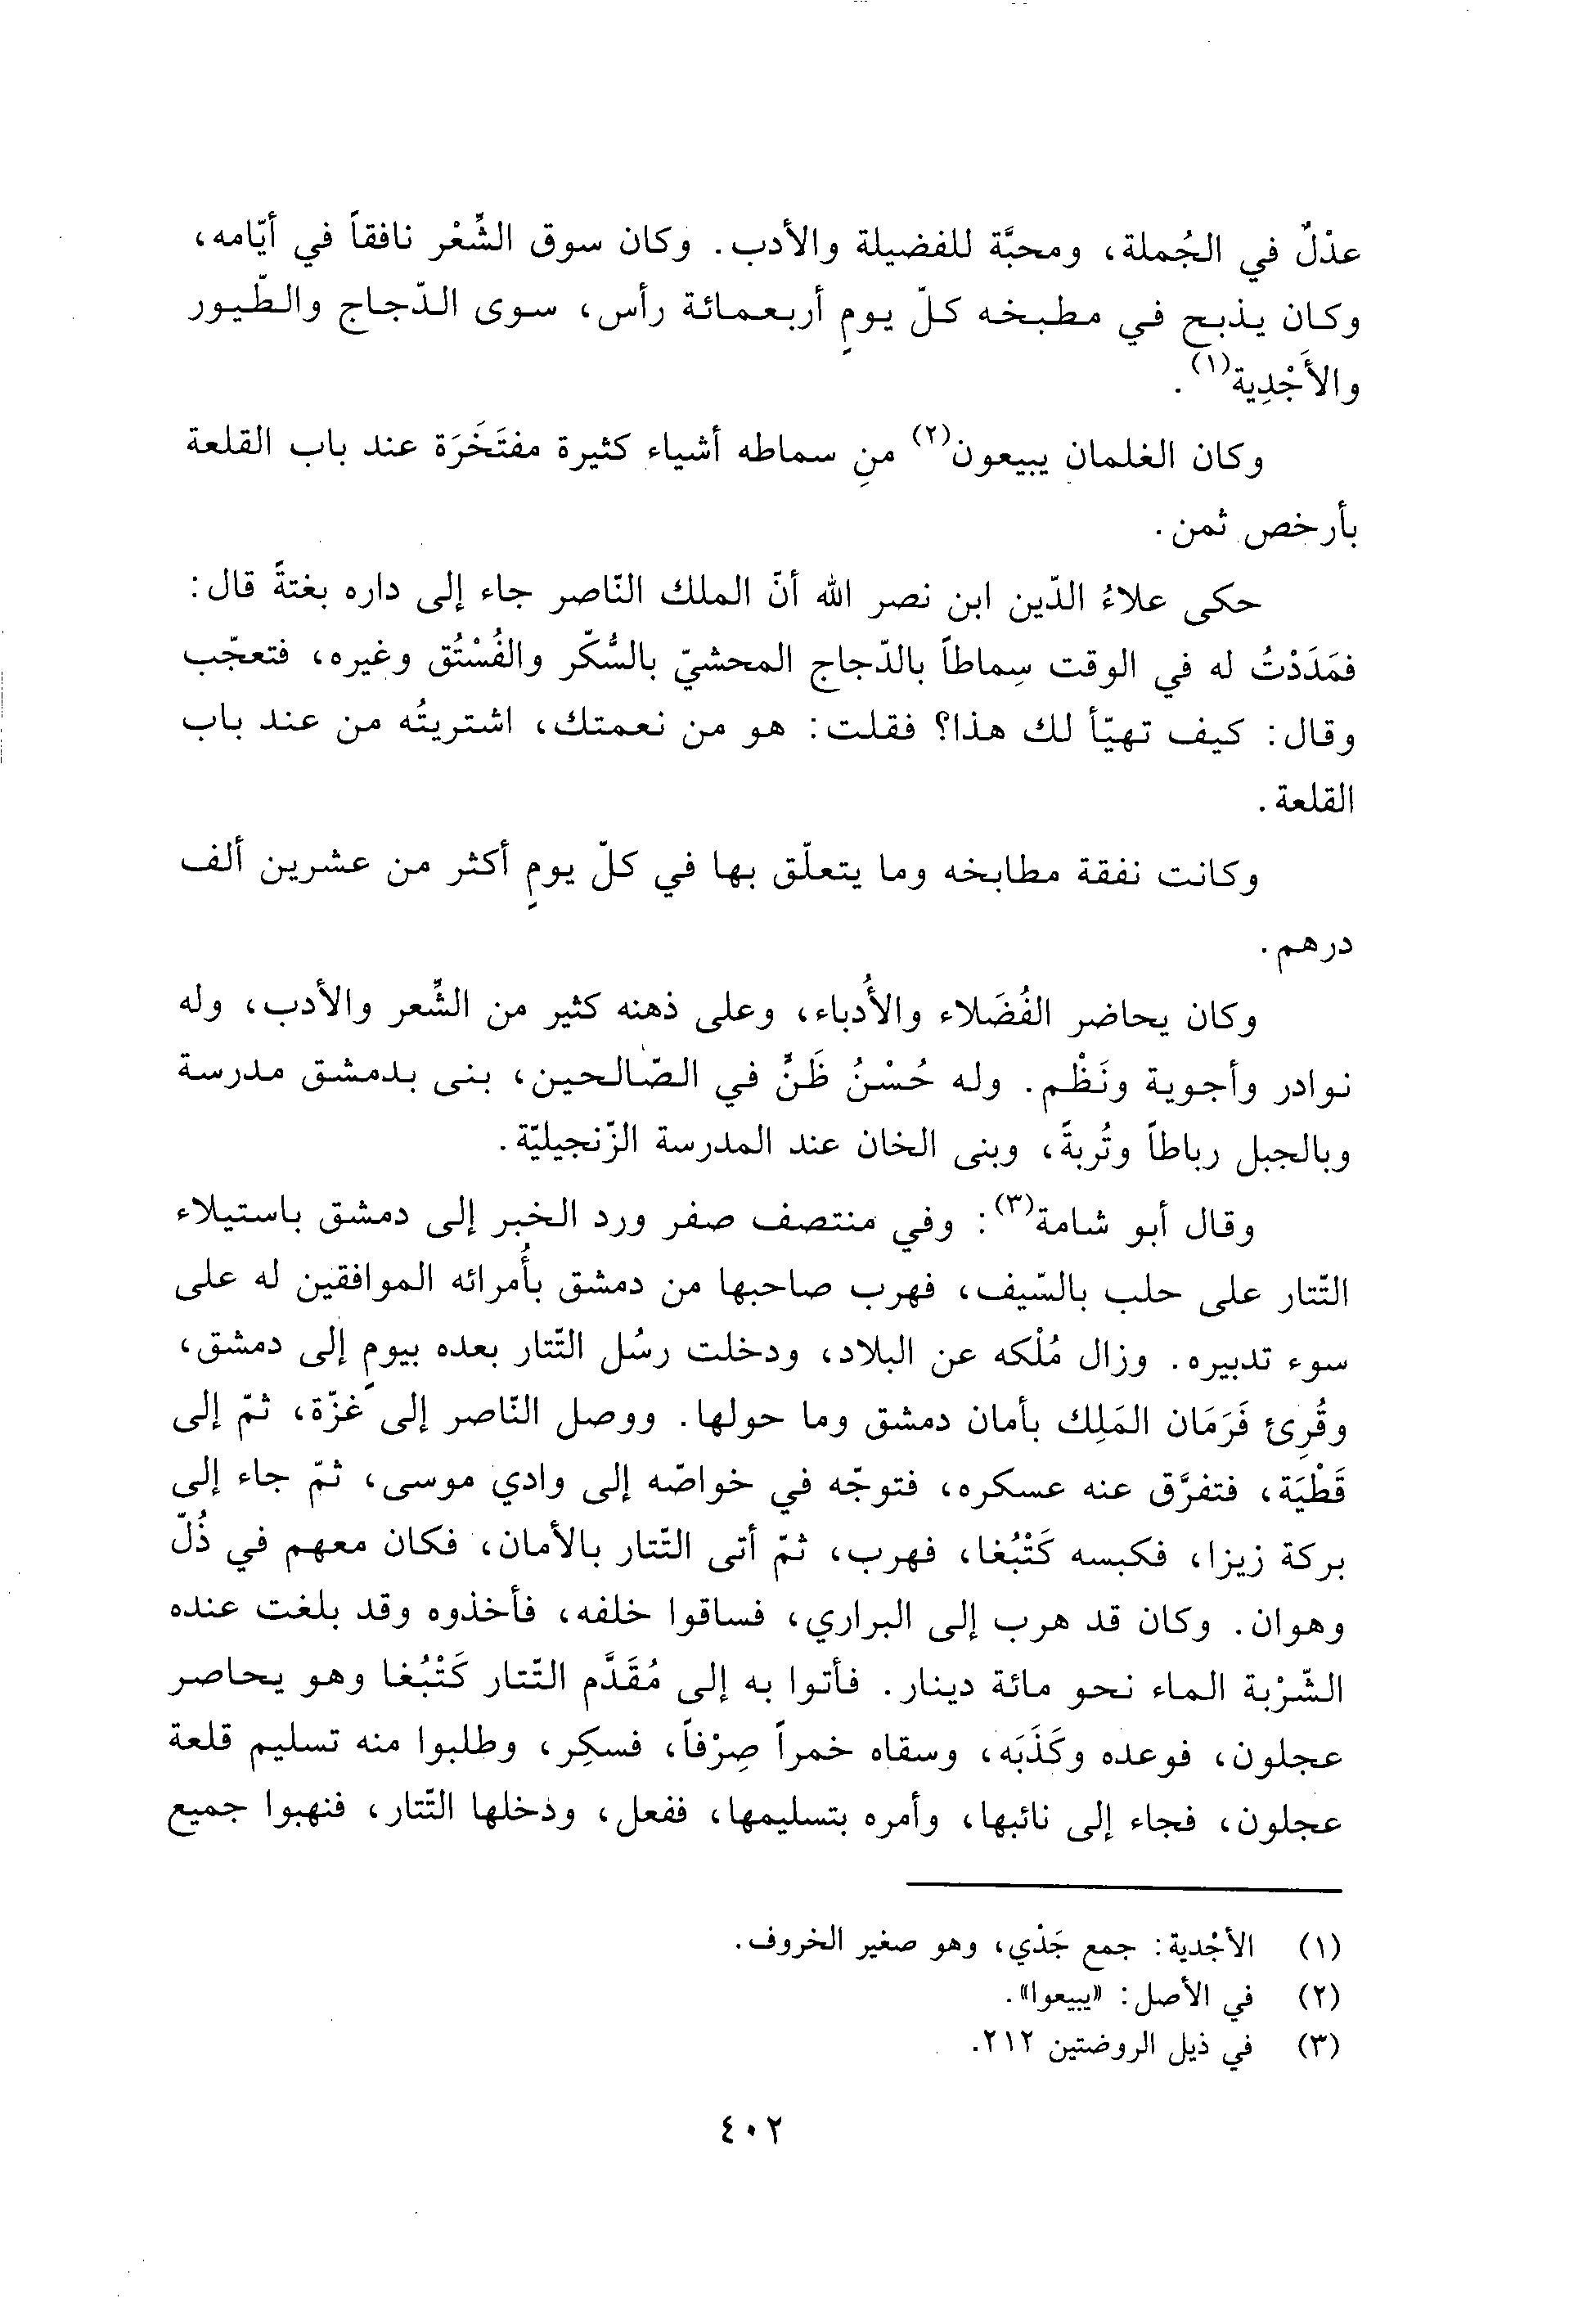 عدْلٌ في الجُملة، ومحبَّة للفضيلة والأدب. وكان سوق الشِّعْر نافقاً في أيّامه،
وكان يذبح في مطبخه كلّ يومٍ أربعمائة رأس، سوى الدّجاج والطّيور
والأَجْدِية(١).
وكان الغلمان يبيعون(٢) منِ سماطه أشياء كثيرة مفتَخَرَة عند باب القلعة
بأرخص ثمن.
حكى علاءُ الدّين ابن نصر الله أنّ الملك النّاصر جاء إلى داره بغتةً قال:
فمَدَدْتُ له في الوقت سِماطاً بالدّجاج المحشيّ بالسُّكّر والفُسْتُق وغيره، فتعجّب
وقال: كيف تهيّأ لك هذا؟ فقلت: هو من نعمتك، اشتريتُه من عند باب
القلعة.
وكانت نفقة مطابخه وما يتعلّق بها في كلّ يومٍ أكثر من عشرين ألف
درهم.
وكان يحاضر الفُضَلاء والأُدباء، وعلى ذهنه كثير من الشِّعر والأدب، وله
نوادر وأجوبة ونَظْم. وله حُسْنُ ظَنٍّ في الصّالحين، بنى بدمشق مدرسة
وبالجبل رباطاً وتُربةً، وبنى الخان عند المدرسة الزّنجيليّة.
وقال أبو شامة(٣): وفي منتصف صفر ورد الخبر إلى دمشق باستيلاء
التّتار على حلب بالسّيف، فهرب صاحبها من دمشق بأُمرائه الموافقين له على
سوء تدبيره. وزال مُلْكه عن البلاد، ودخلت رسُل التّتار بعده بيومٍ إلى دمشق،
وقُرِئ فَرَمَان المَلِك بأمان دمشق وما حولها. ووصل النّاصر إلى غزّة، ثمّ إلى
قَطْيَة، فتفرَّق عنه عسكره، فتوجّه في خواصّه إلى وادي موسى، ثمّ جاء إلى
بركة زيزا، فكبسه كَتْبُغا، فهرب، ثمّ أتى التّتار بالأمان، فكان معهم في ذُلّ
وهوان. وكان قد هرب إلى البراري، فساقوا خلفه، فأخذوه وقد بلغت عنده
الشّرْبة الماء نحو مائة دينار. فأتوا به إلى مُقَدَّم التّتار كَتْبُغا وهو يحاصر
عجلون، فوعده وكَذَبَه، وسقاه خمراً صِرْفاً، فسكِر، وطلبوا منه تسليم قلعة
عجلون، فجاء إلى نائبها، وأمره بتسليمها، ففعل، ودخلها التّتار، فنهبوا جميع
(١) الأجْدية: جمع جَدْي، وهو صغير الخروف.
(٢) في الأصل: «يبيعوا».
(٣) في ذيل الروضتين ٢١٢.
٤٠٢